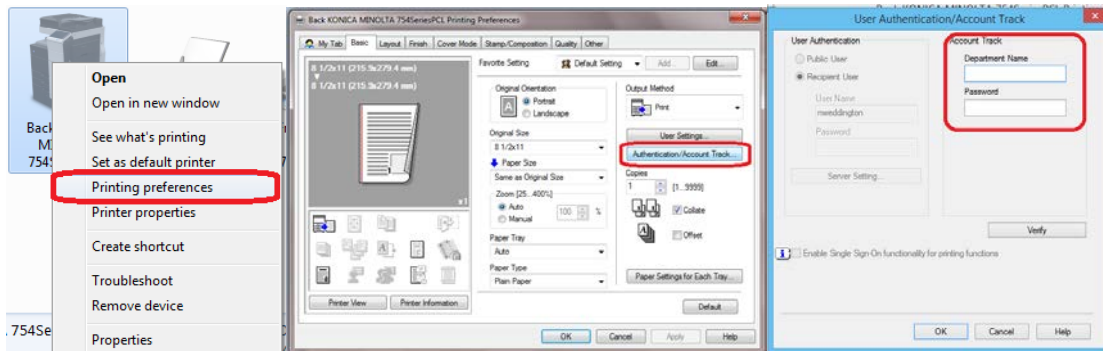 Back
MI
754S
754Se
Open
Open in new window
See what's printing
Set as default printer
Printing preferences
Printer properties
Create shortcut
Troubleshoot
Remove device
Properties
Back KONICA MINOLTA 754SeriesPCL Printing Preferences
My Tab Basic Layout Finish Cover Mode Stamp/Composition Quality Other
8 1/2x11 (215.9x279.4 mm)
8 1/2x11 (215.9x279.4 mm)
x1
Printer View Printer Information
Favorite Setting Default Setting Add... Edit...
Original Orientation
Portrait
Landscape
Original Size
8 1/2x11
Paper Size
Same as Original Size
Zoom [25...400%]
Auto
Manual
100 %
Paper Tray
Auto
Paper Type
Plain Paper
Output Method
Print
User Settings...
Authentication/Account Track...
Copies
1 [1...9999]
Collate
Offset
Paper Settings for Each Tray...
Default
OK Cancel Apply Help
User Authentication/Account Track
User Authentication
Public User
Recipient User
User Name
nweddington
Password
Server Setting...
Account Track
Department Name
Password
Verify
Enable Single Sign-On functionality for printing functions
OK Cancel Help